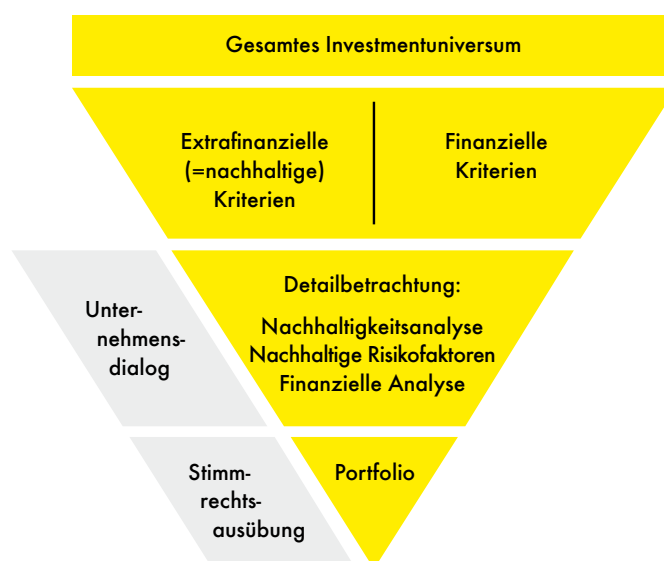 Gesamtes Investmentuniversum
Extrafinanzielle
(=nachhaltige)
Kriterien
Finanzielle
Kriterien
Detailbetrachtung:
Nachhaltigkeitsanalyse
Nachhaltige Risikofaktoren
Finanzielle Analyse
Unter-
nehmens-
dialog
Portfolio
Stimm-
rechts-
ausübung